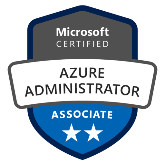 Microsoft
CERTIFIED
AZURE
ADMINISTRATOR
ASSOCIATE